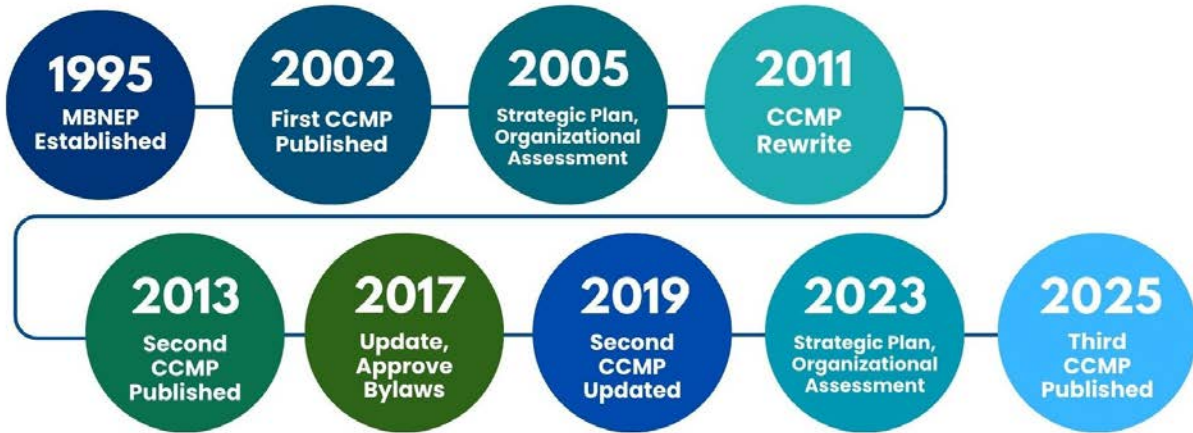 1995
MBNEP
Established
2002
First CCMP
Published
2005
Strategic Plan,
Organizational
Assessment
2011
CCMP
Rewrite
2013
Second
CCMP
Published
2017
Update,
Approve
Bylaws
2019
Second
CCMP
Updated
2023
Strategic Plan,
Organizational
Assessment
2025
Third
CCMP
Published